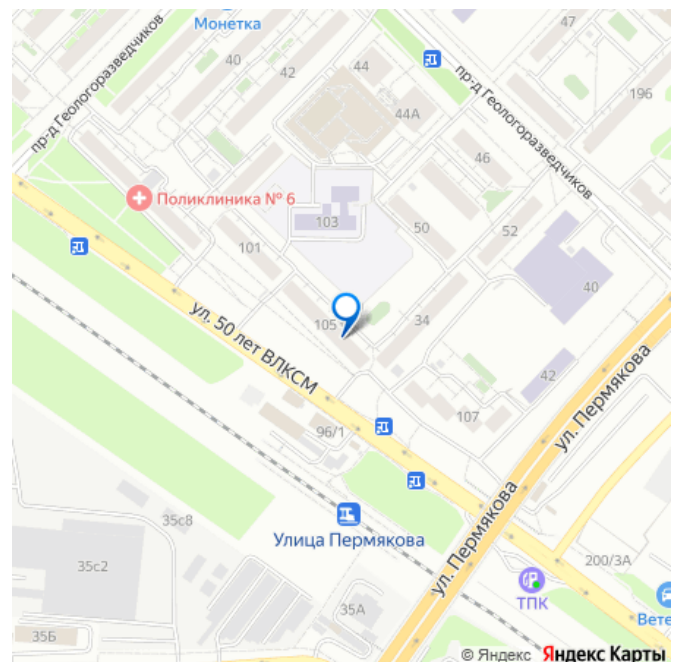 Монетка
47
пр-д Геологоразведчиков
40
42
44
44А
196
пр-д Геологоразведчиков
46
Поликлиника № 6
103
50
52
101
40
ул. 50 лет ВЛКСМ
105
34
ул. Пермякова
42
107
96/1
ул. Пермякова
35с8
Улица Пермякова
35с2
200/3А
ТПК
35А
Вете
35Б
© Яндекс Яндекс Карты